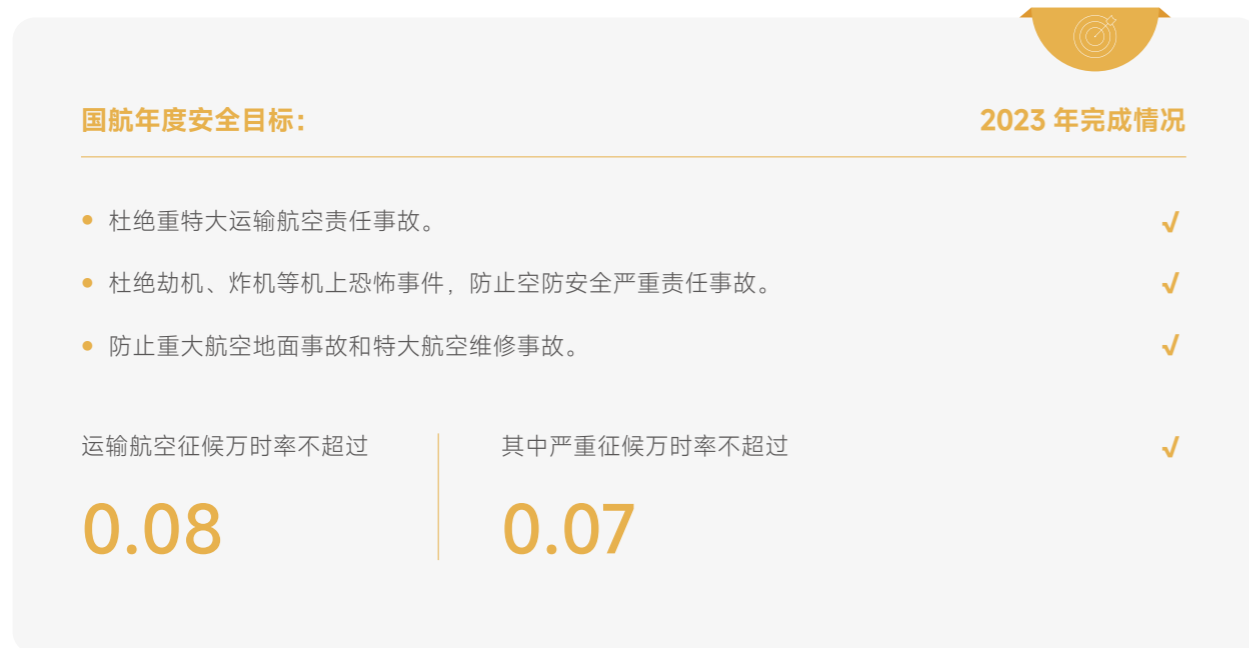 国航年度安全目标：
2023 年完成情况
• 杜绝重特大运输航空责任事故。 √
• 杜绝劫机、炸机等机上恐怖事件，防止空防安全严重责任事故。 √
• 防止重大航空地面事故和特大航空维修事故。 √
运输航空征候万时率不超过
0.08
其中严重征候万时率不超过 √
0.07